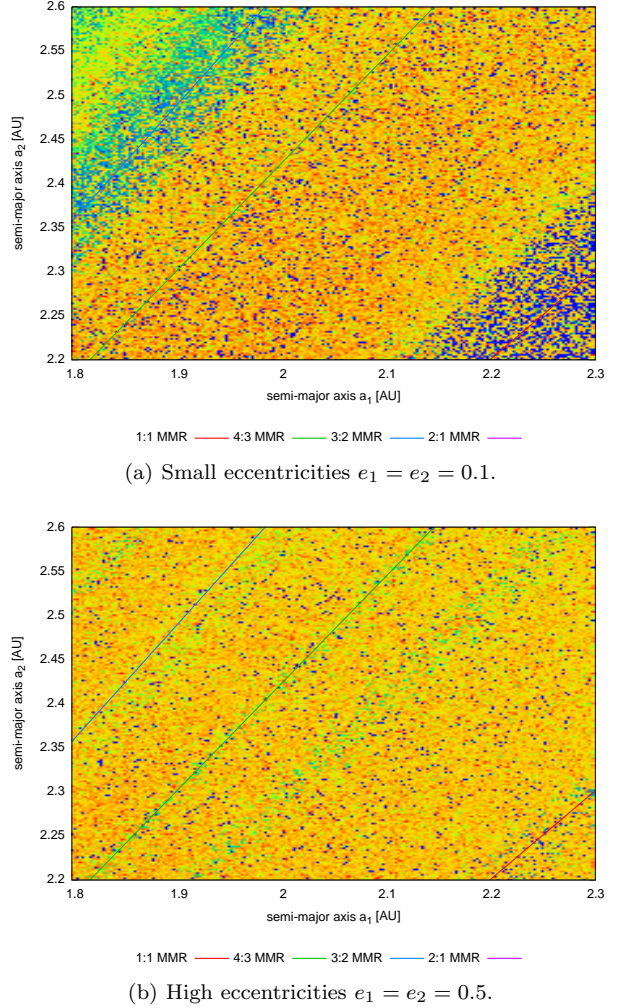 2.6
2.55
2.5
2.45
2.4
2.35
2.3
2.25
2.2
semi-major axis a₂ [AU]
1.8 1.9 2 2.1 2.2 2.3
semi-major axis a₁ [AU]
1:1 MMR 4:3 MMR 3:2 MMR 2:1 MMR
(a) Small eccentricities e₁ = e₂ = 0.1.
2.6
2.55
2.5
2.45
2.4
2.35
2.3
2.25
2.2
semi-major axis a₂ [AU]
1.8 1.9 2 2.1 2.2 2.3
semi-major axis a₁ [AU]
1:1 MMR 4:3 MMR 3:2 MMR 2:1 MMR
(b) High eccentricities e₁ = e₂ = 0.5.